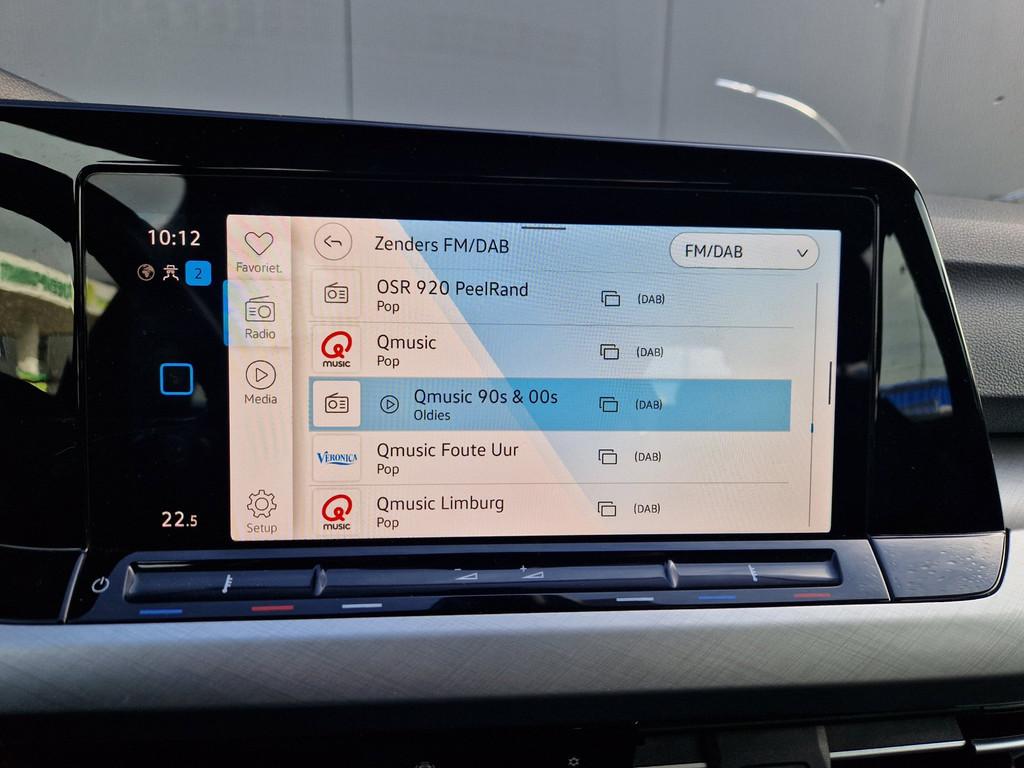 10:12
2
22.5
Favoriet.
Radio
Media
Setup
Zenders FM/DAB
FM/DAB
OSR 920 PeelRand
Pop
(DAB)
Q
MUSIC
Qmusic
Pop
(DAB)
Qmusic 90s & 00s
Oldies
(DAB)
VERONICA
Qmusic Foute Uur
Pop
(DAB)
Q
MUSIC
Qmusic Limburg
Pop
(DAB)